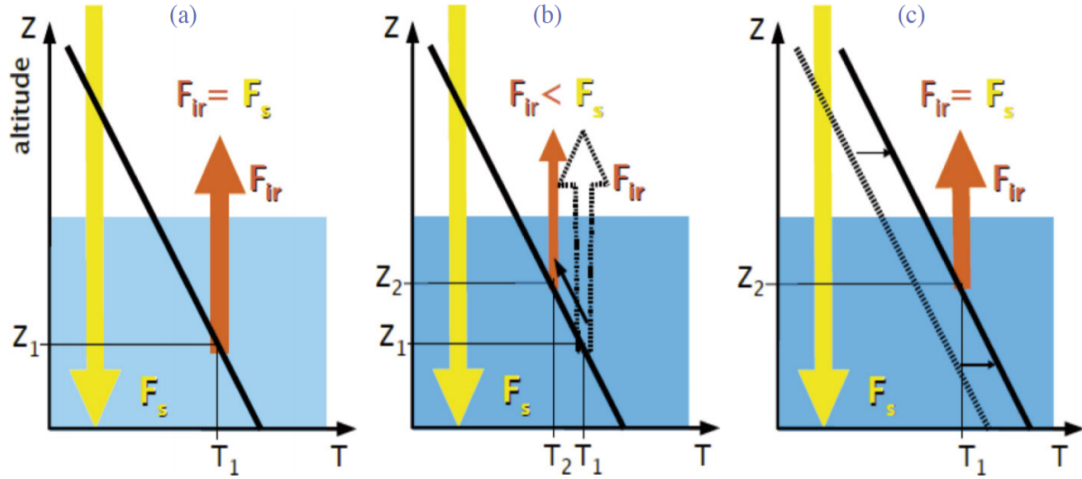 (a)
Z
altitude
F_ir = F_s
F_ir
Z_1
F_s
T_1
T
(b)
Z
F_ir < F_s
F_ir
Z_2
Z_1
F_s
T_2 T_1
T
(c)
Z
F_ir = F_s
F_ir
Z_2
F_s
T_1
T